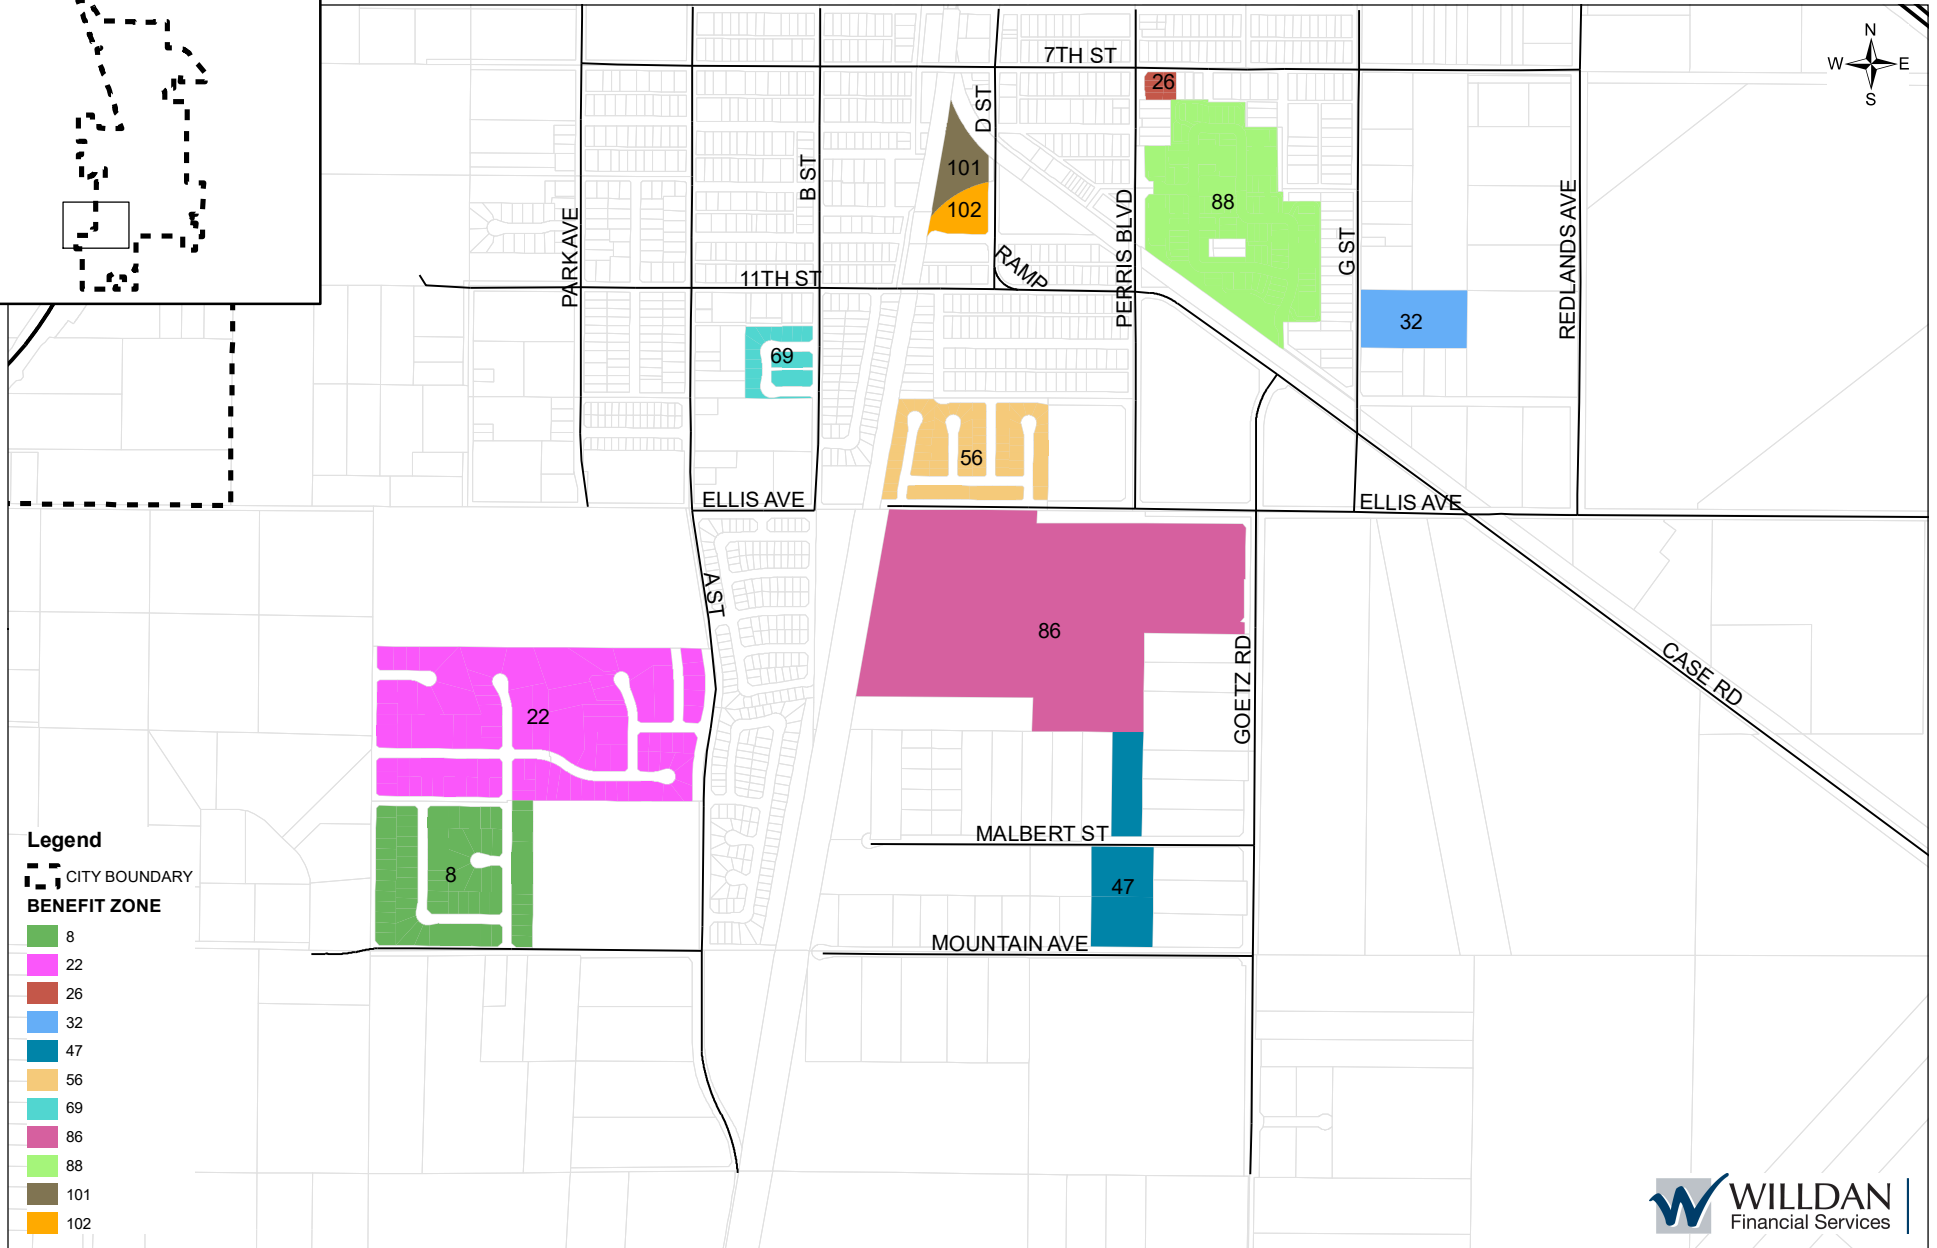 N
W E
S
7TH ST
26
D ST
101
B ST
102
88
PARK AVE
PERRIS BLVD
G ST
REDLANDS AVE
RAMP
11TH ST
32
69
56
ELLIS AVE
ELLIS AVE
A ST
86
GOETZ RD
CASE RD
22
MALBERT ST
8
47
MOUNTAIN AVE
Legend
CITY BOUNDARY
BENEFIT ZONE
8
22
26
32
47
56
69
86
88
101
102
W WILLDAN
Financial Services